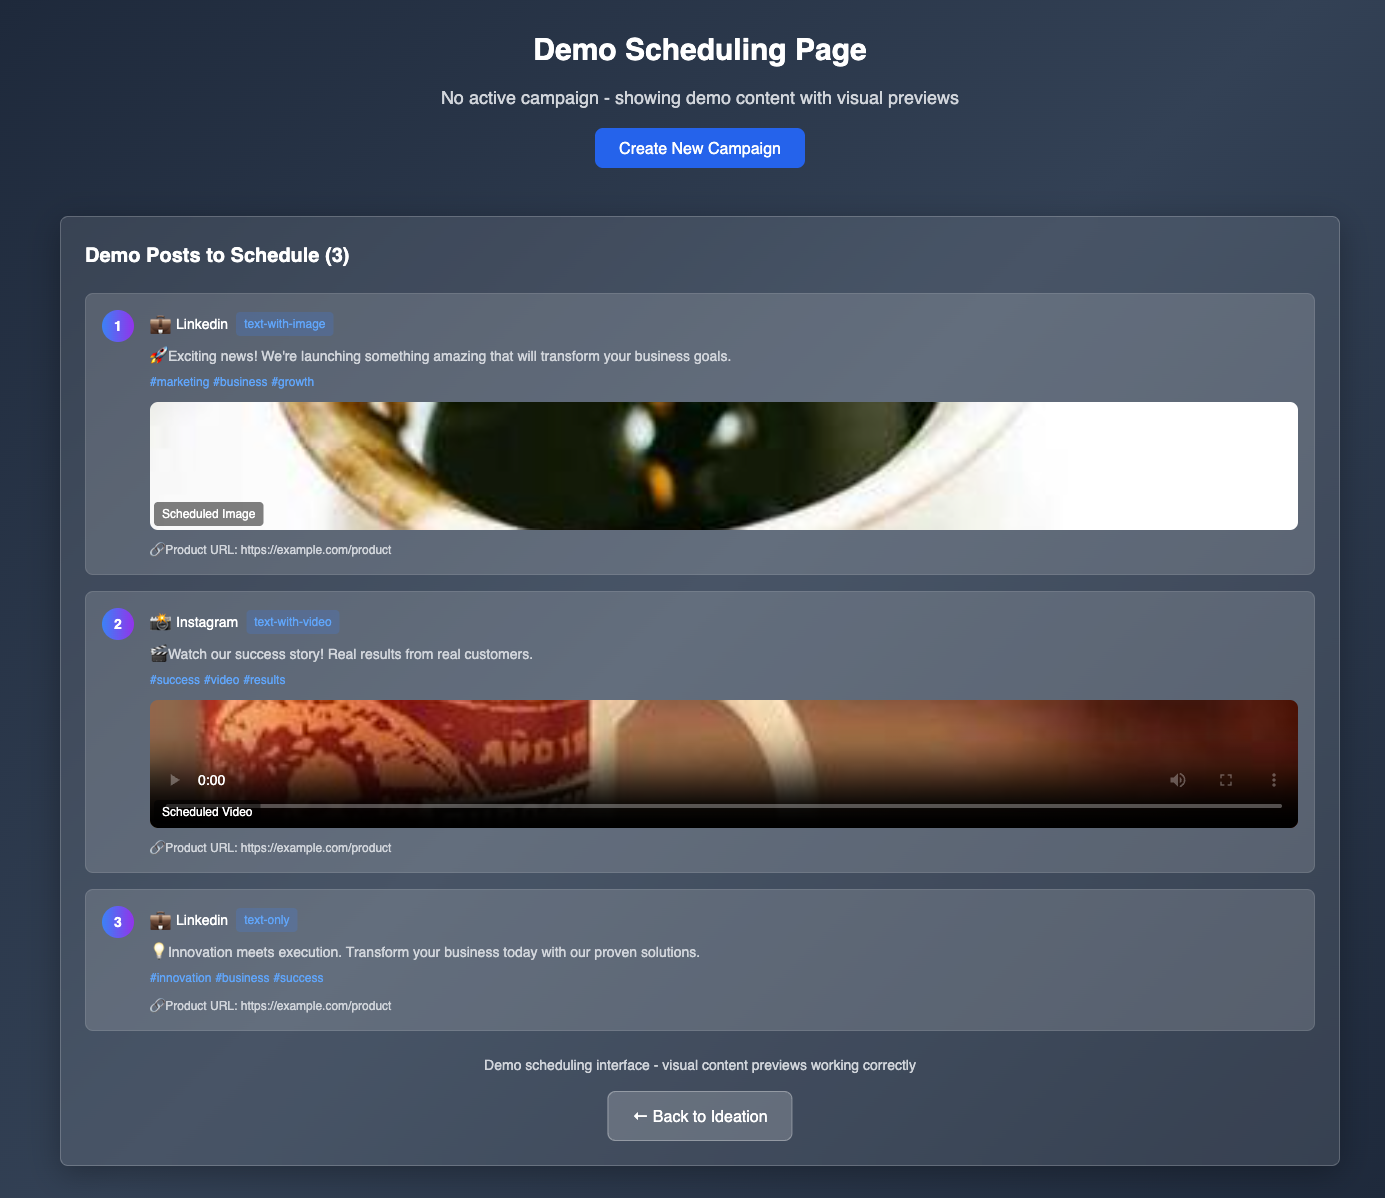 Demo Scheduling Page
No active campaign - showing demo content with visual previews
Create New Campaign
Demo Posts to Schedule (3)
1
Linkedin text-with-image
🚀Exciting news! We're launching something amazing that will transform your business goals.
#marketing #business #growth
Scheduled Image
🔗Product URL: https://example.com/product
2
Instagram text-with-video
🎬Watch our success story! Real results from real customers.
#success #video #results
0:00
Scheduled Video
🔗Product URL: https://example.com/product
3
Linkedin text-only
💡Innovation meets execution. Transform your business today with our proven solutions.
#innovation #business #success
🔗Product URL: https://example.com/product
Demo scheduling interface - visual content previews working correctly
← Back to Ideation